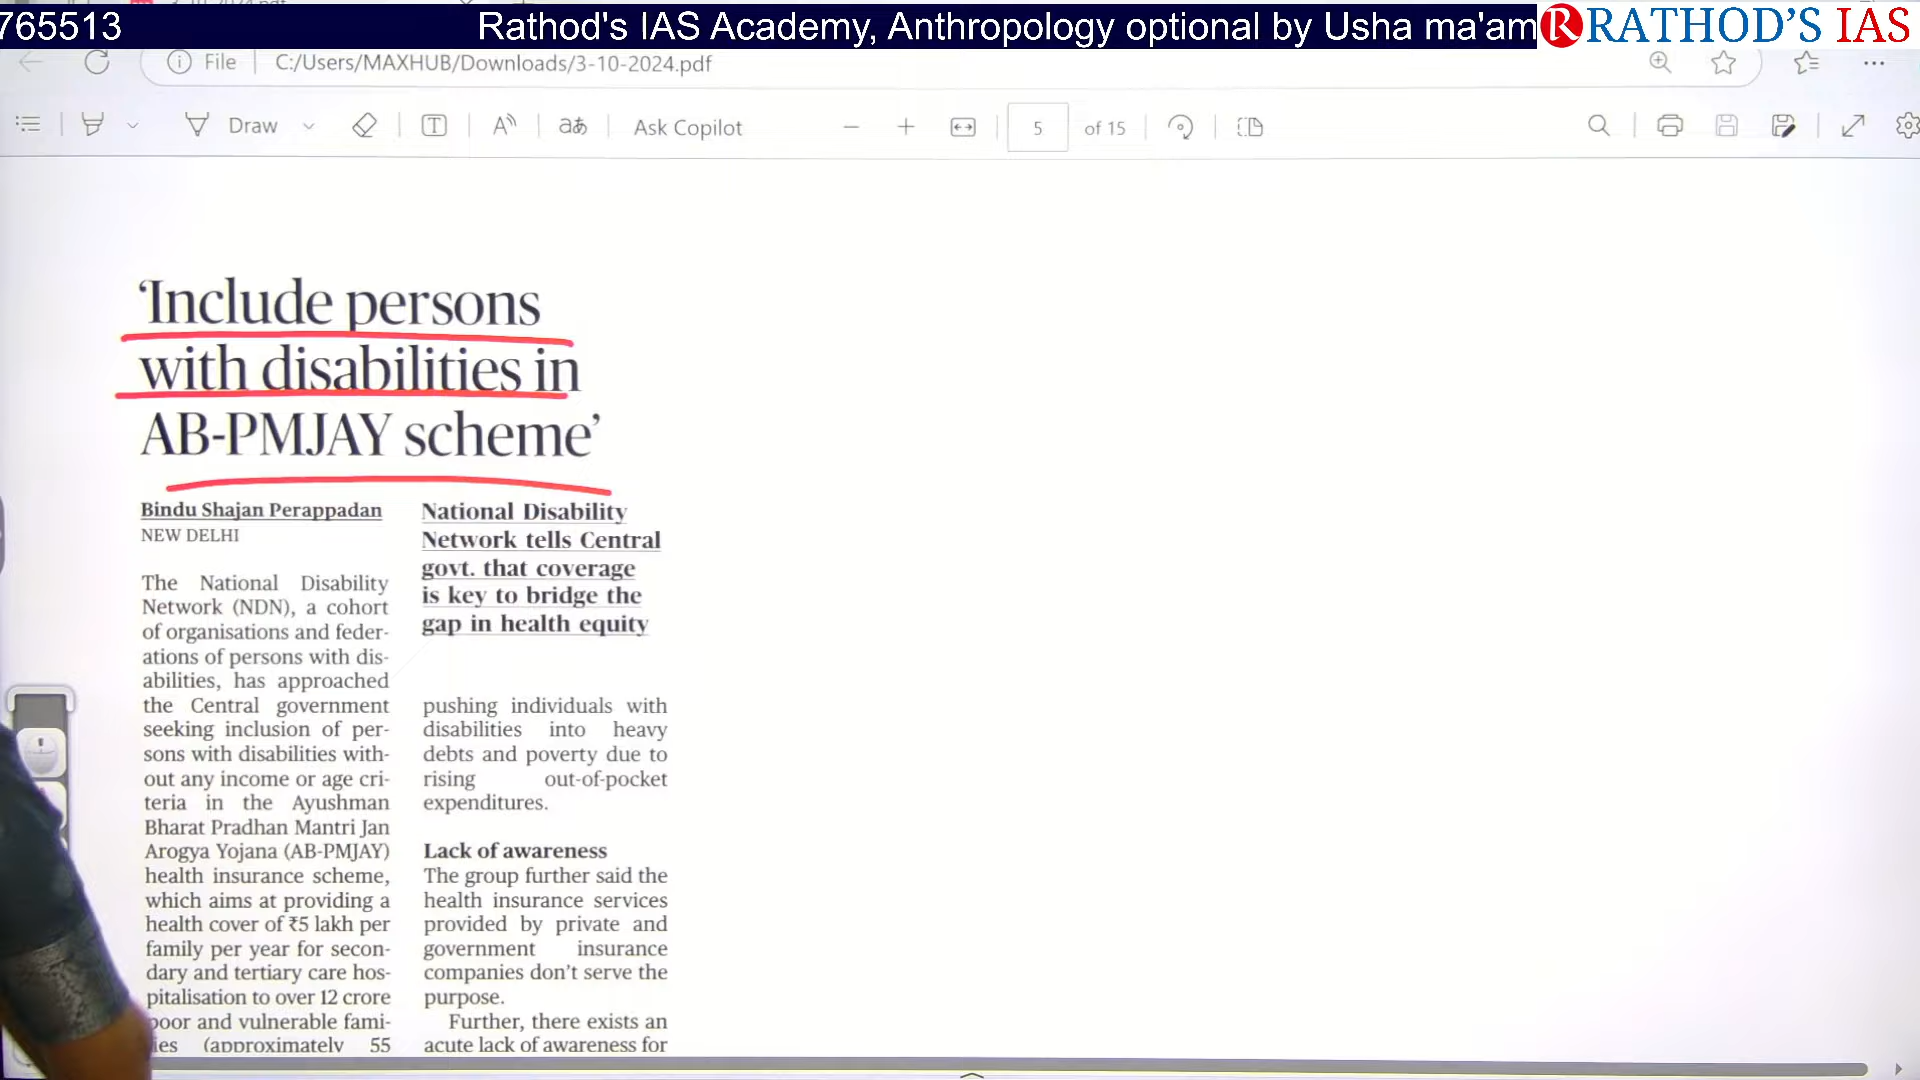 765513
Rathod's IAS Academy, Anthropology optional by Usha ma'am
R RATHOD'S IAS
File
C:/Users/MAXHUB/Downloads/3-10-2024.pdf
Draw
T
A
aあ
Ask Copilot
5
of 15
‘Include persons
with disabilities in
AB-PMJAY scheme’
Bindu Shajan Perappadan
NEW DELHI
The National Disability
Network (NDN), a cohort
of organisations and feder-
ations of persons with dis-
abilities, has approached
the Central government
seeking inclusion of per-
sons with disabilities with-
out any income or age cri-
teria in the Ayushman
Bharat Pradhan Mantri Jan
Arogya Yojana (AB-PMJAY)
health insurance scheme,
which aims at providing a
health cover of ₹5 lakh per
family per year for secon-
dary and tertiary care hos-
pitalisation to over 12 crore
poor and vulnerable fami-
lies (approximately 55
National Disability
Network tells Central
govt. that coverage
is key to bridge the
gap in health equity
pushing individuals with
disabilities into heavy
debts and poverty due to
rising out-of-pocket
expenditures.
Lack of awareness
The group further said the
health insurance services
provided by private and
government insurance
companies don’t serve the
purpose.
Further, there exists an
acute lack of awareness for